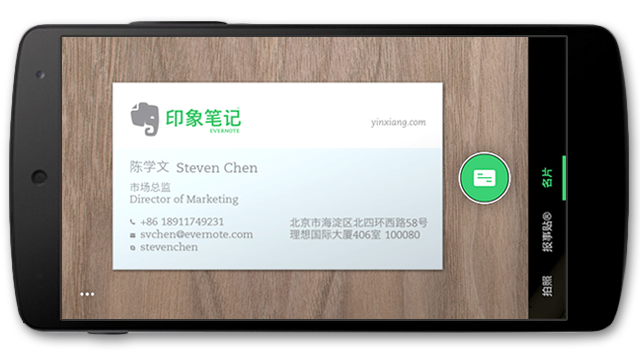 印象笔记
EVERNOTE
yinxiang.com
陈学文 Steven Chen
市场总监
Director of Marketing
+86 18911749231
svchen@evernote.com
stevenchen
北京市海淀区北四环西路58号
理想国际大厦406室 100080
名片
报事贴®
拍照